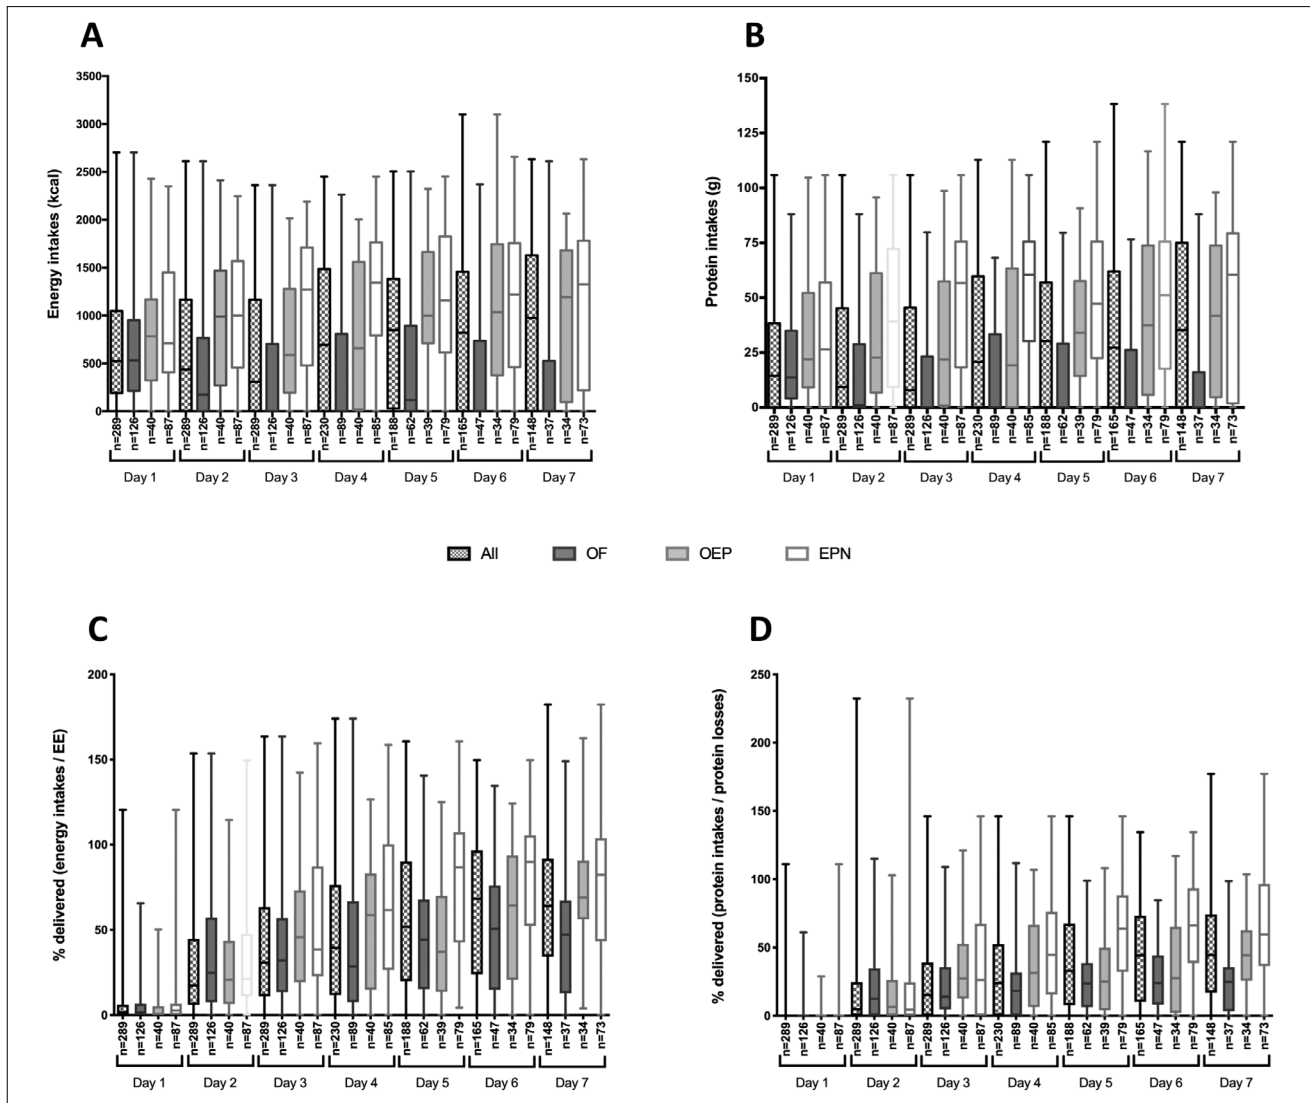 A
Energy intakes (kcal)
3500
3000
2500
2000
1500
1000
500
0
n=289 n=126 n=40 n=87 n=289 n=126 n=40 n=87 n=289 n=126 n=40 n=87 n=230 n=89 n=40 n=85 n=188 n=62 n=39 n=79 n=165 n=47 n=34 n=79 n=148 n=37 n=34 n=73
Day 1 Day 2 Day 3 Day 4 Day 5 Day 6 Day 7
B
Protein intakes (g)
150
125
100
75
50
25
0
n=289 n=126 n=40 n=87 n=289 n=126 n=40 n=87 n=289 n=126 n=40 n=87 n=230 n=89 n=40 n=85 n=188 n=62 n=39 n=79 n=165 n=47 n=34 n=79 n=148 n=37 n=34 n=73
Day 1 Day 2 Day 3 Day 4 Day 5 Day 6 Day 7
All OF OEP EPN
C
% delivered (energy intakes / EE)
200
150
100
50
0
n=289 n=126 n=40 n=87 n=289 n=126 n=40 n=87 n=289 n=126 n=40 n=87 n=230 n=89 n=40 n=85 n=188 n=62 n=39 n=79 n=165 n=47 n=34 n=79 n=148 n=37 n=34 n=73
Day 1 Day 2 Day 3 Day 4 Day 5 Day 6 Day 7
D
% delivered (protein intakes / protein losses)
250
200
150
100
50
0
n=289 n=126 n=40 n=87 n=289 n=126 n=40 n=87 n=289 n=126 n=40 n=87 n=230 n=89 n=40 n=85 n=188 n=62 n=39 n=79 n=165 n=47 n=34 n=79 n=148 n=37 n=34 n=73
Day 1 Day 2 Day 3 Day 4 Day 5 Day 6 Day 7